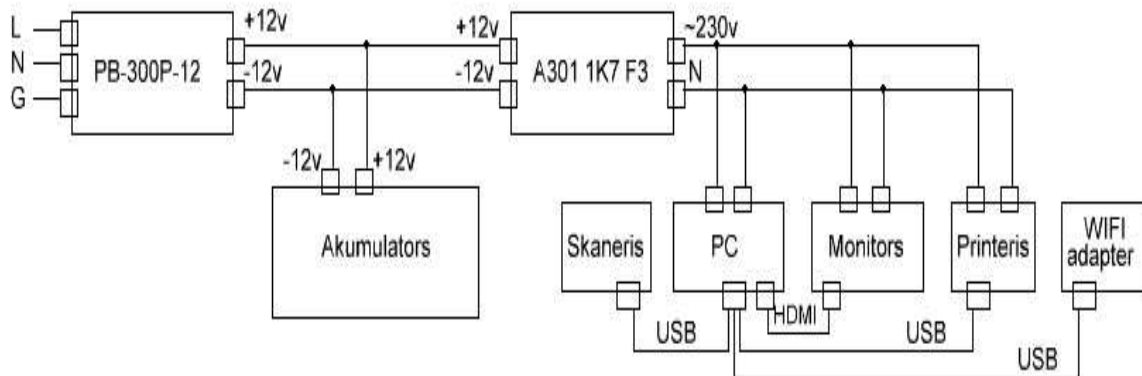 L
N
G
PB-300P-12
+12v
-12v
+12v
-12v
A301 1K7 F3
~230v
N
-12v
+12v
Akumulators
Skaneris
PC
Monitors
Printeris
WIFI
adapter
USB
HDMI
USB
USB